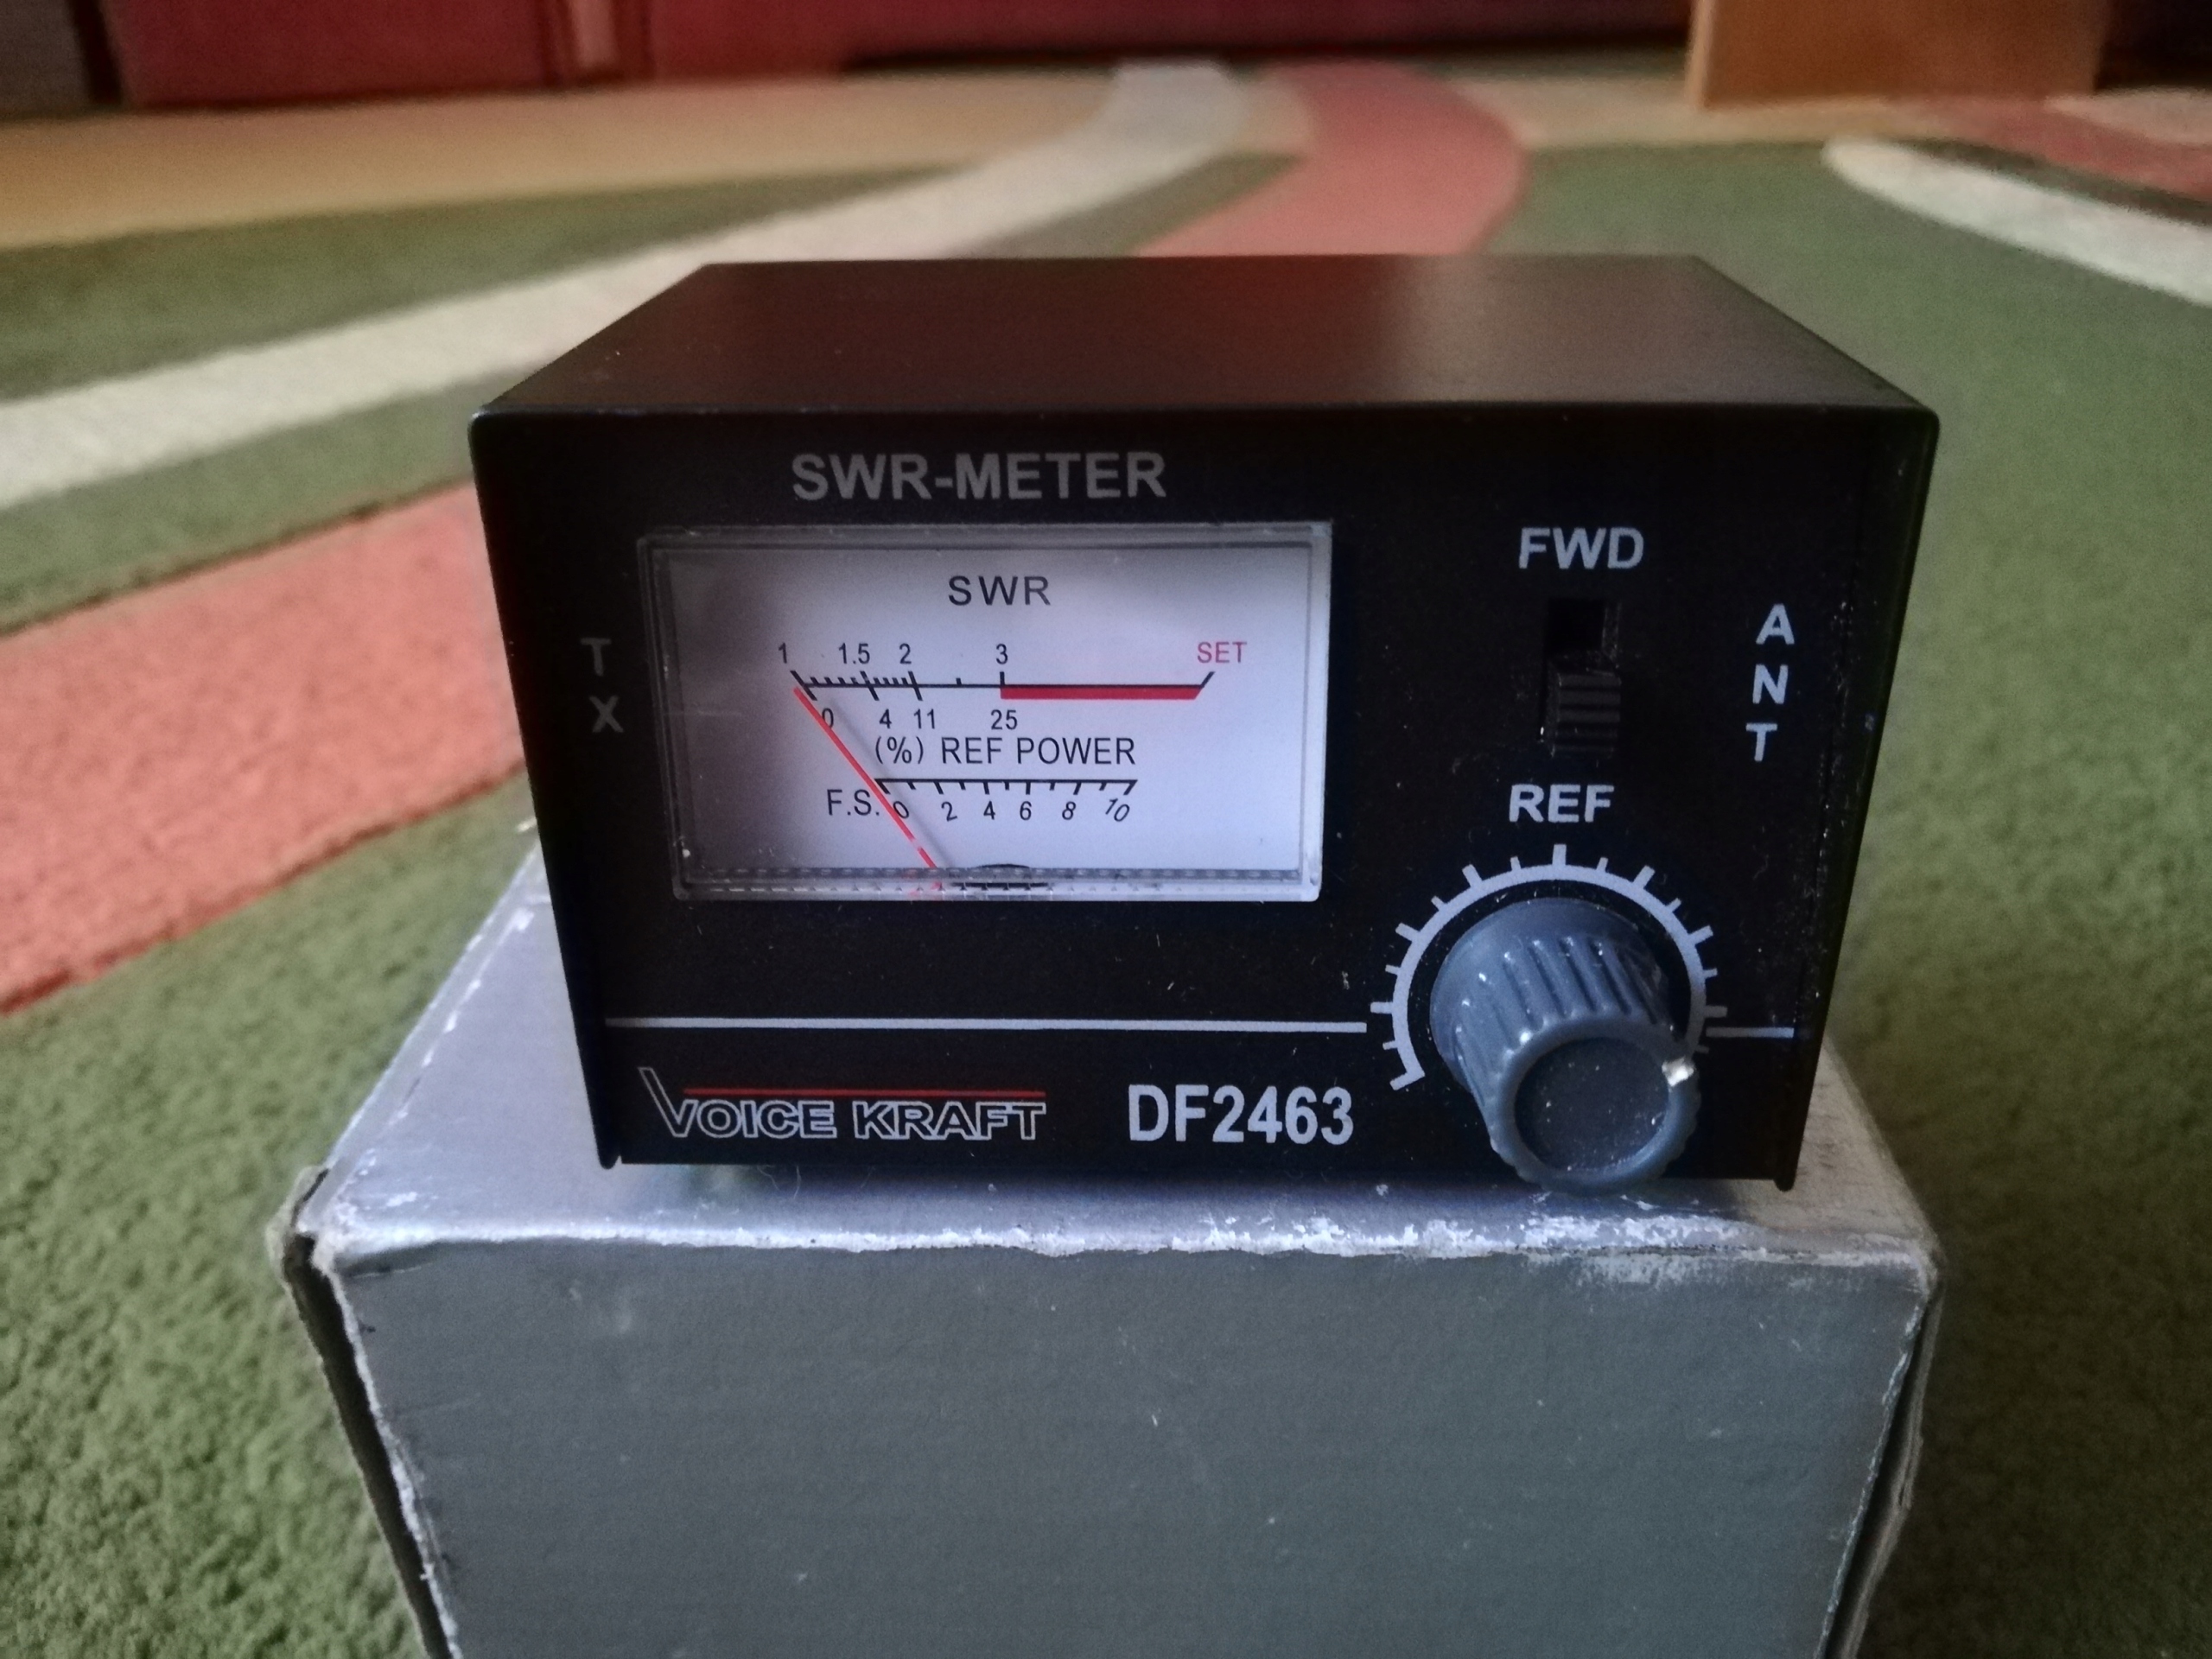 SWR-METER
FWD
SWR
1 1.5 2 3 SET
0 4 11 25
(%) REF POWER
F.S. 0 2 4 6 8 10
TX
ANT
REF
VOICE KRAFT
DF2463